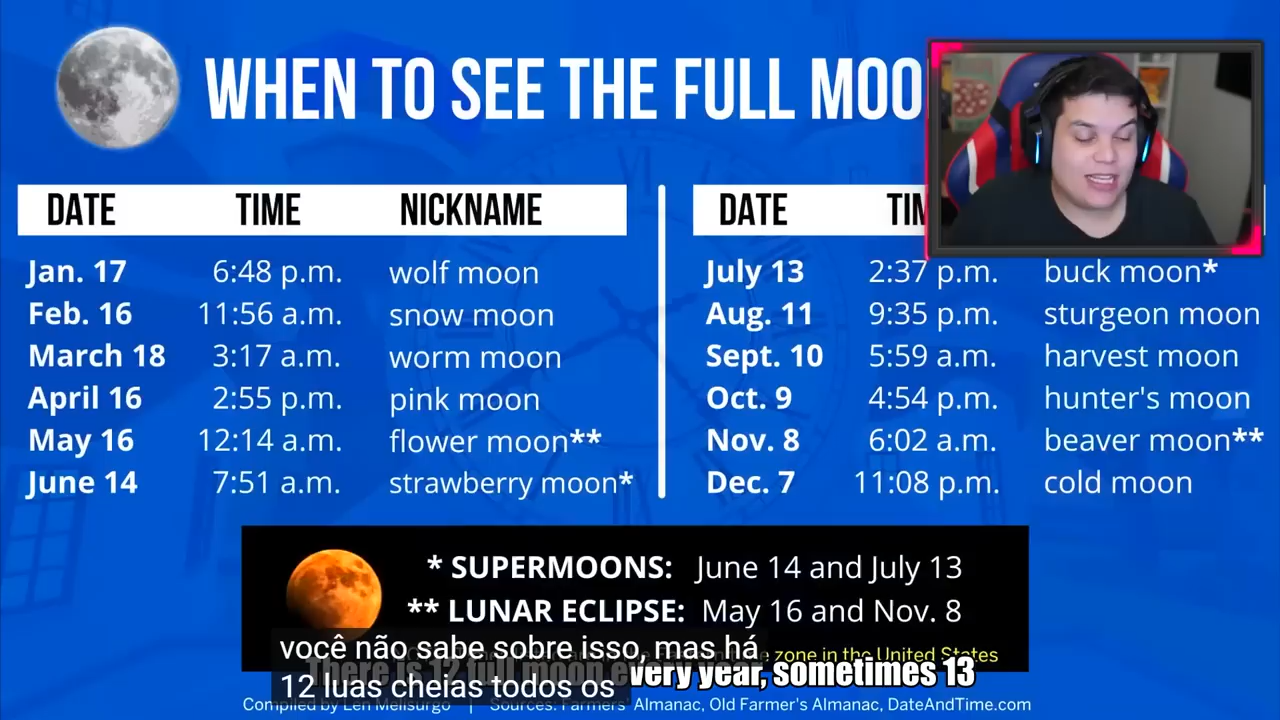 WHEN TO SEE THE FULL MOO
DATE TIME NICKNAME
Jan. 17 6:48 p.m. wolf moon
Feb. 16 11:56 a.m. snow moon
March 18 3:17 a.m. worm moon
April 16 2:55 p.m. pink moon
May 16 12:14 a.m. flower moon**
June 14 7:51 a.m. strawberry moon*
DATE TIM
July 13 2:37 p.m. buck moon*
Aug. 11 9:35 p.m. sturgeon moon
Sept. 10 5:59 a.m. harvest moon
Oct. 9 4:54 p.m. hunter's moon
Nov. 8 6:02 a.m. beaver moon**
Dec. 7 11:08 p.m. cold moon
* SUPERMOONS: June 14 and July 13
** LUNAR ECLIPSE: May 16 and Nov. 8
você não sabe sobre isso, mas há
zone in the United States
There is 12 full moon every year, sometimes 13
12 luas cheias todos os
Compiled by Len Melisurgo | Sources: Farmers' Almanac, Old Farmer's Almanac, DateAndTime.com